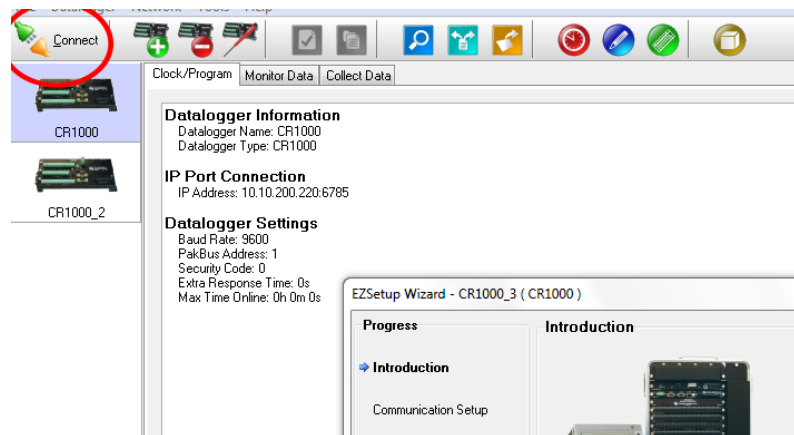 Connect
Clock/Program Monitor Data Collect Data
CR1000
CR1000_2
Datalogger Information
Datalogger Name: CR1000
Datalogger Type: CR1000
IP Port Connection
IP Address: 10.10.200.220:6785
Datalogger Settings
Baud Rate: 9600
PakBus Address: 1
Security Code: 0
Extra Response Time: 0s
Max Time Online: 0h 0m 0s
EZSetup Wizard - CR1000_3 ( CR1000 )
Progress
Introduction
Communication Setup
Introduction